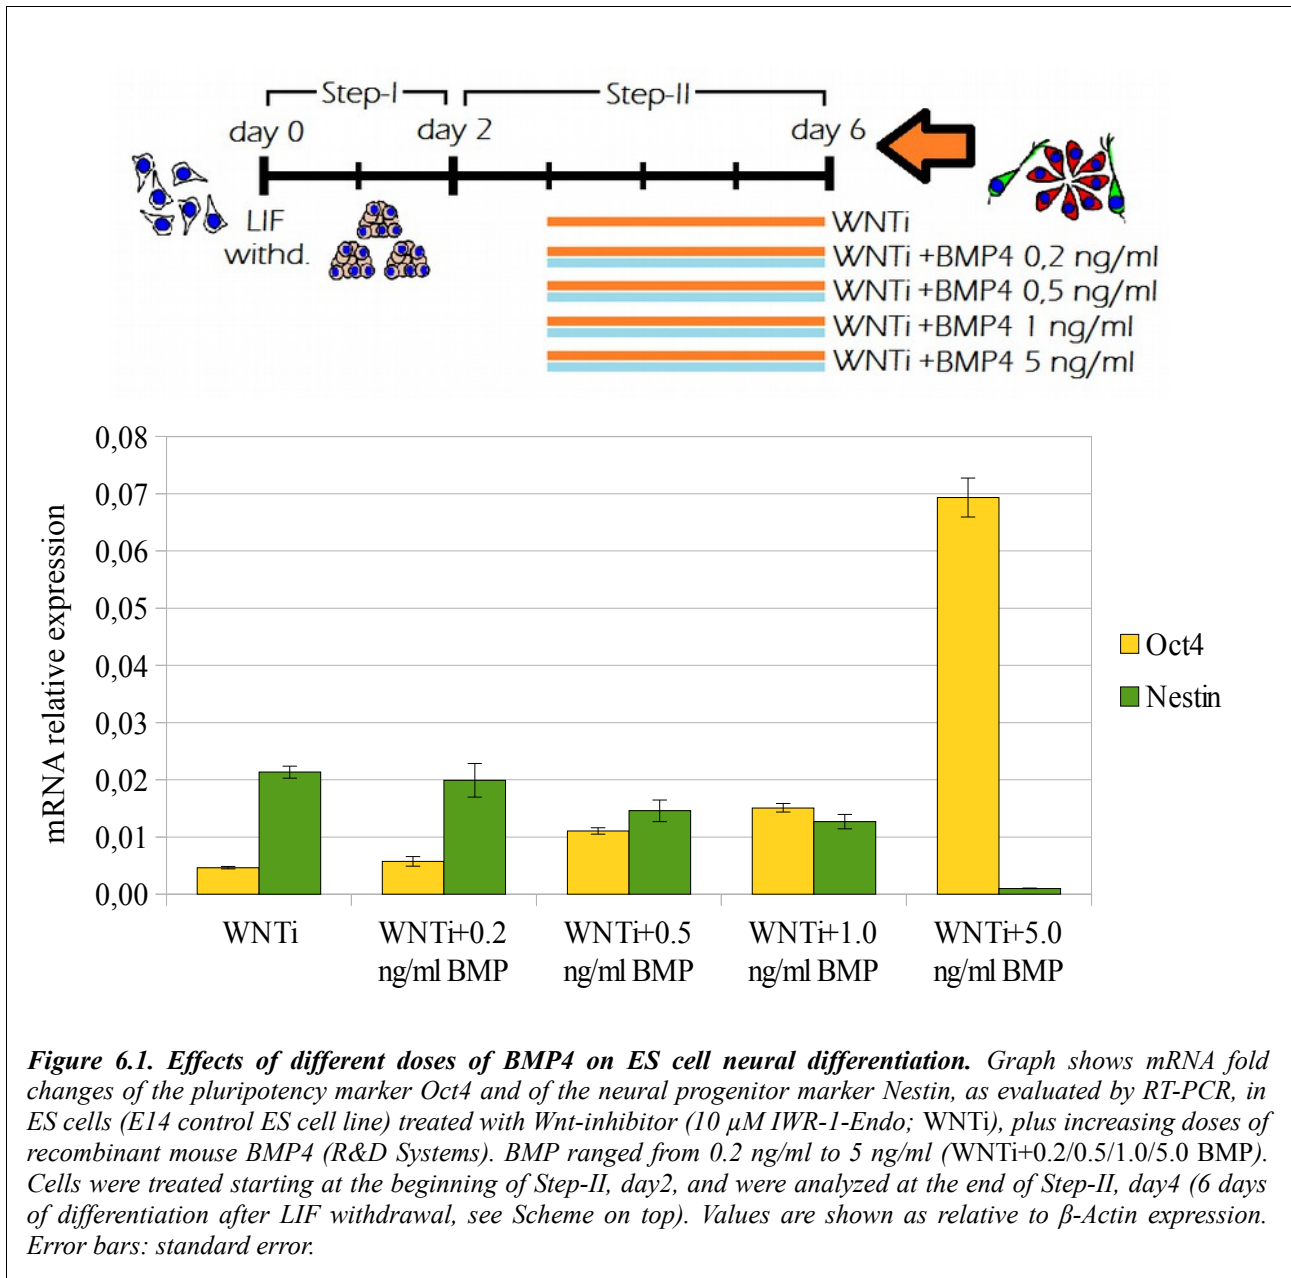 Step-I
Step-II
day 0
day 2
day 6
LIF
withd.
WNTi
WNTi +BMP4 0,2 ng/ml
WNTi +BMP4 0,5 ng/ml
WNTi +BMP4 1 ng/ml
WNTi +BMP4 5 ng/ml
mRNA relative expression
0,08
0,07
0,06
0,05
0,04
0,03
0,02
0,01
0,00
Oct4
Nestin
WNTi
WNTi+0.2
ng/ml BMP
WNTi+0.5
ng/ml BMP
WNTi+1.0
ng/ml BMP
WNTi+5.0
ng/ml BMP
Figure 6.1. Effects of different doses of BMP4 on ES cell neural differentiation. Graph shows mRNA fold
changes of the pluripotency marker Oct4 and of the neural progenitor marker Nestin, as evaluated by RT-PCR, in
ES cells (E14 control ES cell line) treated with Wnt-inhibitor (10 µM IWR-1-Endo; WNTi), plus increasing doses of
recombinant mouse BMP4 (R&D Systems). BMP ranged from 0.2 ng/ml to 5 ng/ml (WNTi+0.2/0.5/1.0/5.0 BMP).
Cells were treated starting at the beginning of Step-II, day2, and were analyzed at the end of Step-II, day4 (6 days
of differentiation after LIF withdrawal, see Scheme on top). Values are shown as relative to β-Actin expression.
Error bars: standard error.